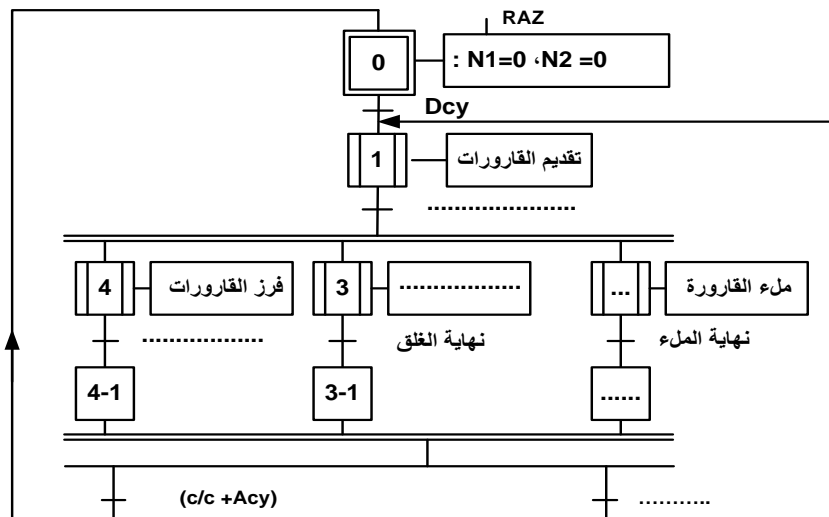 RAZ
0
: N1=0 ، N2 =0
Dcy
1
تقديم القارورات
......................
4
فرز القارورات
3
...................
...
ملء القارورة
..................
نهاية الغلق
نهاية الملء
4-1
3-1
......
(c/c +Acy)
...........